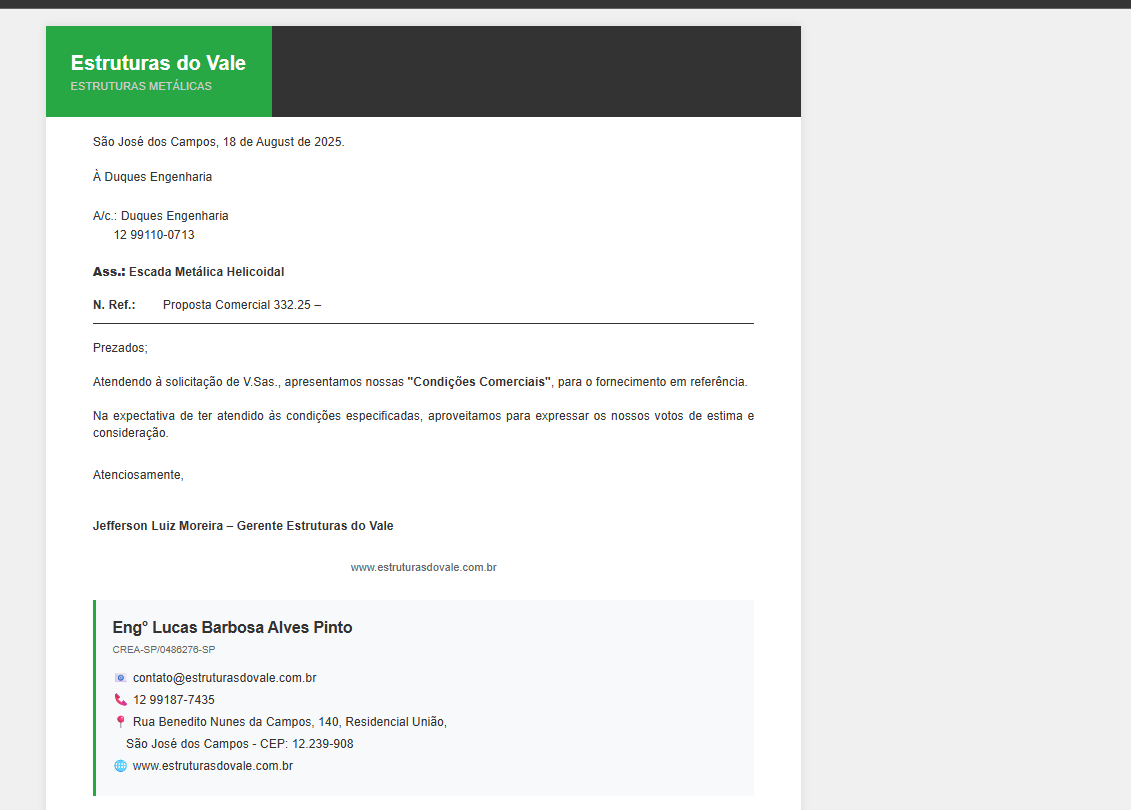 Estruturas do Vale
ESTRUTURAS METÁLICAS
São José dos Campos, 18 de August de 2025.
À Duques Engenharia
A/c.: Duques Engenharia
12 99110-0713
Ass.: Escada Metálica Helicoidal
N. Ref.: Proposta Comercial 332.25 –
Prezados;
Atendendo à solicitação de V.Sas., apresentamos nossas "Condições Comerciais", para o fornecimento em referência.
Na expectativa de ter atendido às condições especificadas, aproveitamos para expressar os nossos votos de estima e
consideração.
Atenciosamente,
Jefferson Luiz Moreira – Gerente Estruturas do Vale
www.estruturasdovale.com.br
Eng° Lucas Barbosa Alves Pinto
CREA-SP/0486276-SP
contato@estruturasdovale.com.br
12 99187-7435
Rua Benedito Nunes da Campos, 140, Residencial União,
São José dos Campos - CEP: 12.239-908
www.estruturasdovale.com.br